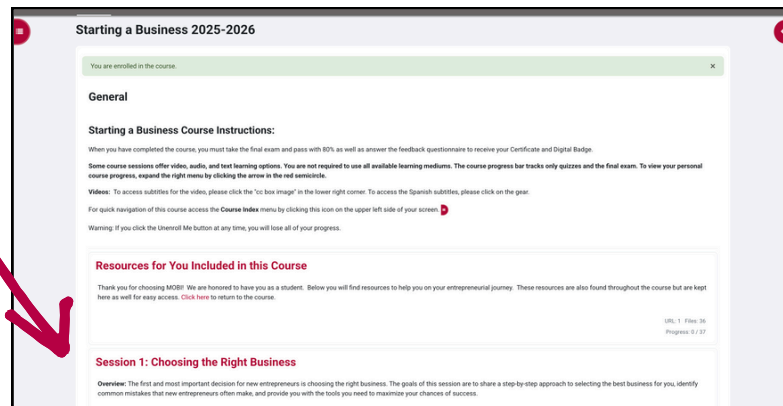 Starting a Business 2025-2026
You are enrolled in the course. ×
General
Starting a Business Course Instructions:
When you have completed the course, you must take the final exam and pass with 80% as well as answer the feedback questionnaire to receive your Certificate and Digital Badge.
Some course sessions offer video, audio, and text learning options. You are not required to use all available learning mediums. The course progress bar tracks only quizzes and the final exam. To view your personal
course progress, expand the right menu by clicking the arrow in the red semicircle.
Videos: To access subtitles for the video, please click the "cc box image" in the lower right corner. To access the Spanish subtitles, please click on the gear.
For quick navigation of this course access the Course Index menu by clicking this icon on the upper left side of your screen.
Warning: If you click the Unenroll Me button at any time, you will lose all of your progress.
Resources for You Included in this Course
Thank you for choosing MOBI! We are honored to have you as a student. Below you will find resources to help you on your entrepreneurial journey. These resources are also found throughout the course but are kept
here as well for easy access. Click here to return to the course.
URL: 1 Files: 36
Progress: 0 / 37
Session 1: Choosing the Right Business
Overview: The first and most important decision for new entrepreneurs is choosing the right business. The goals of this session are to share a step-by-step approach to selecting the best business for you, identify
common mistakes that new entrepreneurs often make, and provide you with the tools you need to maximize your chances of success.